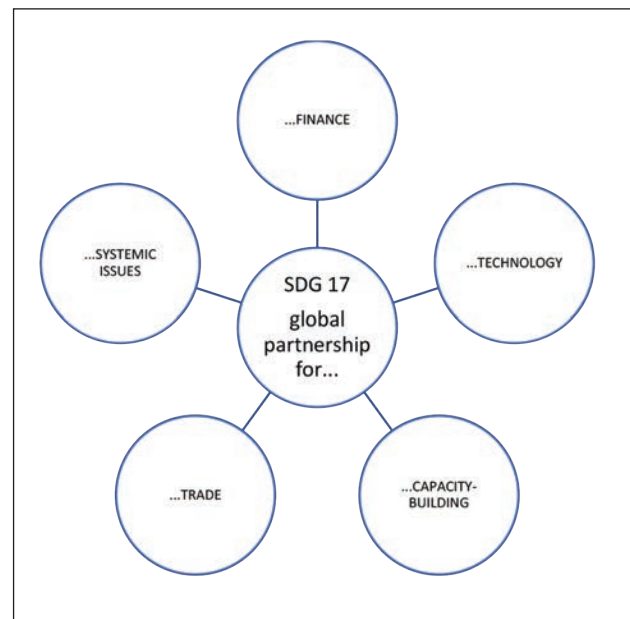 ...FINANCE
...SYSTEMIC
ISSUES
...TECHNOLOGY
SDG 17
global
partnership
for...
...TRADE
...CAPACITY-
BUILDING